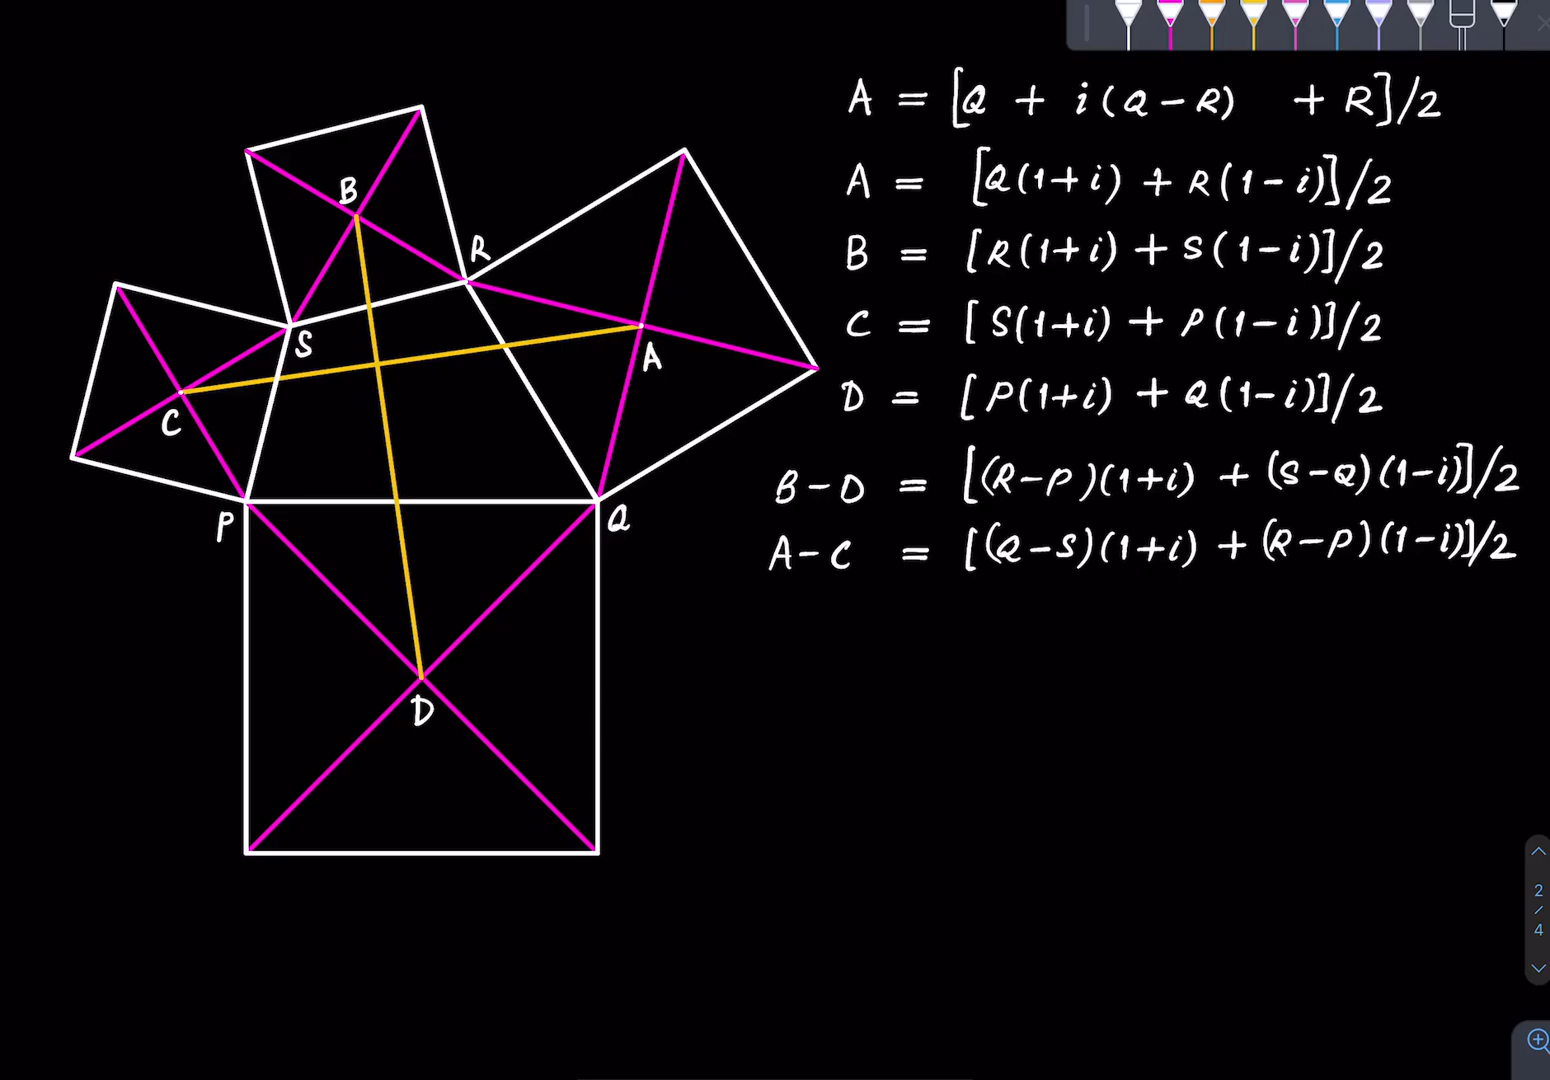 A = [Q + i(Q-R) + R]/2
A = [Q(1+i) + R(1-i)]/2
B = [R(1+i) + S(1-i)]/2
C = [S(1+i) + P(1-i)]/2
D = [P(1+i) + Q(1-i)]/2
B-D = [(R-P)(1+i) + (S-Q)(1-i)]/2
A-C = [(Q-S)(1+i) + (R-P)(1-i)]/2
B
R
S
A
C
P
Q
D
2
/
4